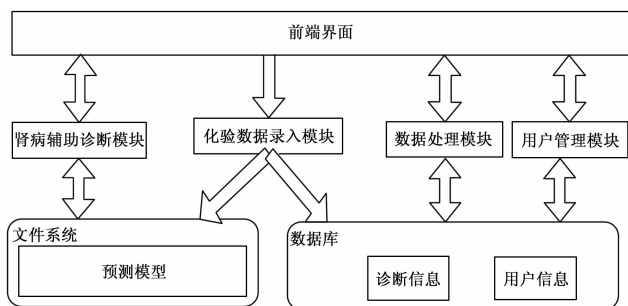 前端界面
肾病辅助诊断模块
化验数据录入模块
数据处理模块
用户管理模块
文件系统
预测模型
数据库
诊断信息
用户信息